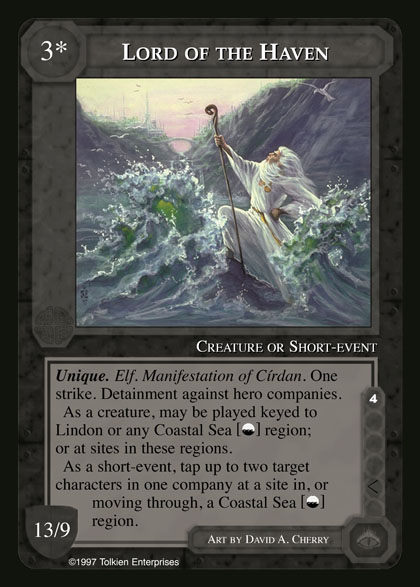 3*
LORD OF THE HAVEN
CREATURE OR SHORT-EVENT
Unique. Elf. Manifestation of Círdan. One
strike. Detainment against hero companies.
As a creature, may be played keyed to
Lindon or any Coastal Sea [] region;
or at sites in these regions.
As a short-event, tap up to two target
characters in one company at a site in, or
moving through, a Coastal Sea []
region.
4
13/9
ART BY DAVID A. CHERRY
©1997 Tolkien Enterprises